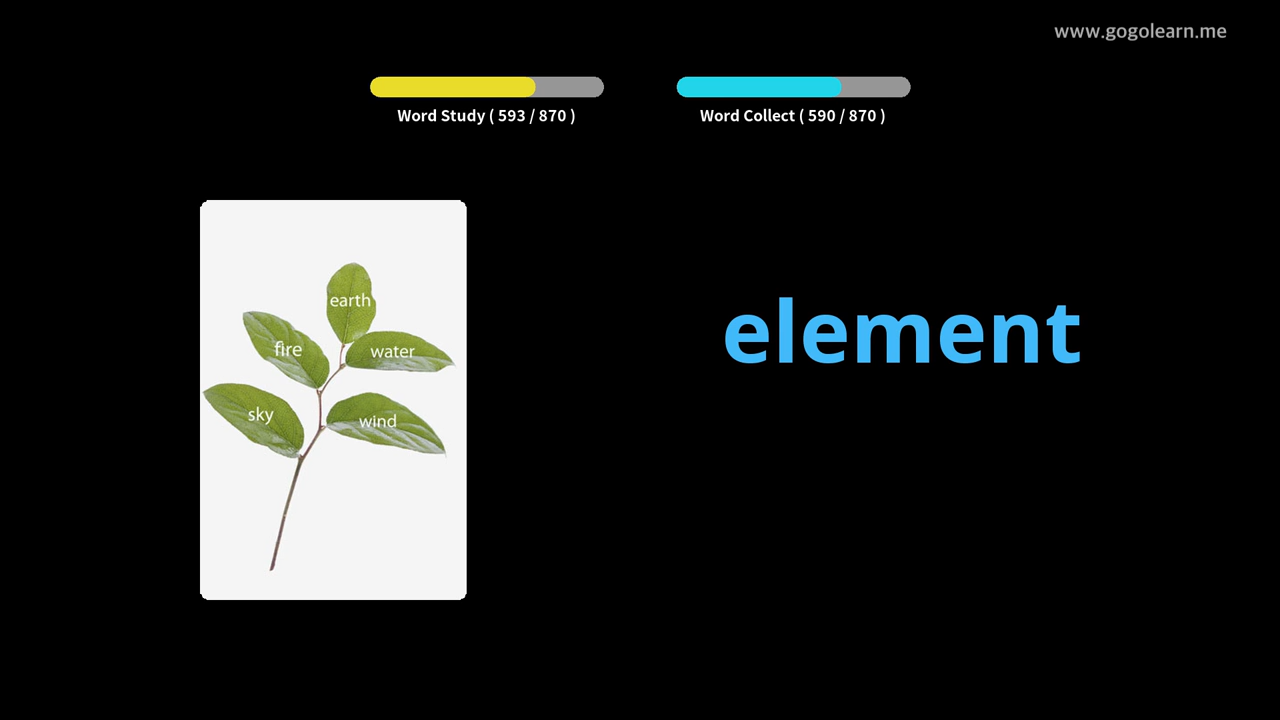 www.gogolearn.me
Word Study ( 593 / 870 )
Word Collect ( 590 / 870 )
earth
fire
water
sky
wind
element